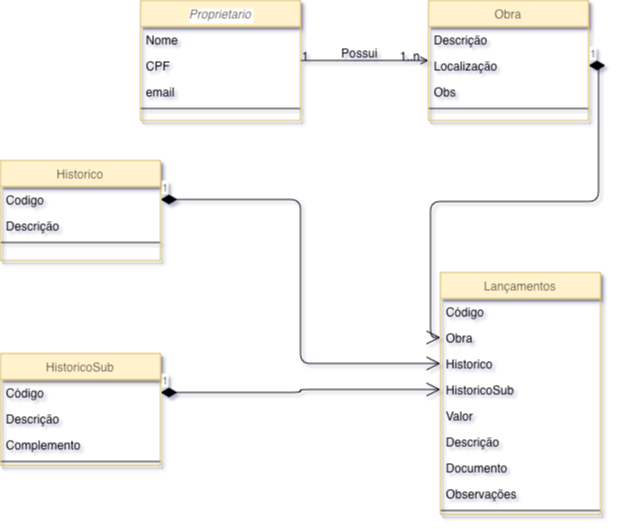 Proprietario
Nome
CPF
email
1
Possui
1..n
Obra
Descrição
Localização
Obs
1
Historico
Codigo
Descrição
1
HistoricoSub
Código
Descrição
Complemento
1
Lançamentos
Código
Obra
Historico
HistoricoSub
Valor
Descrição
Documento
Observações